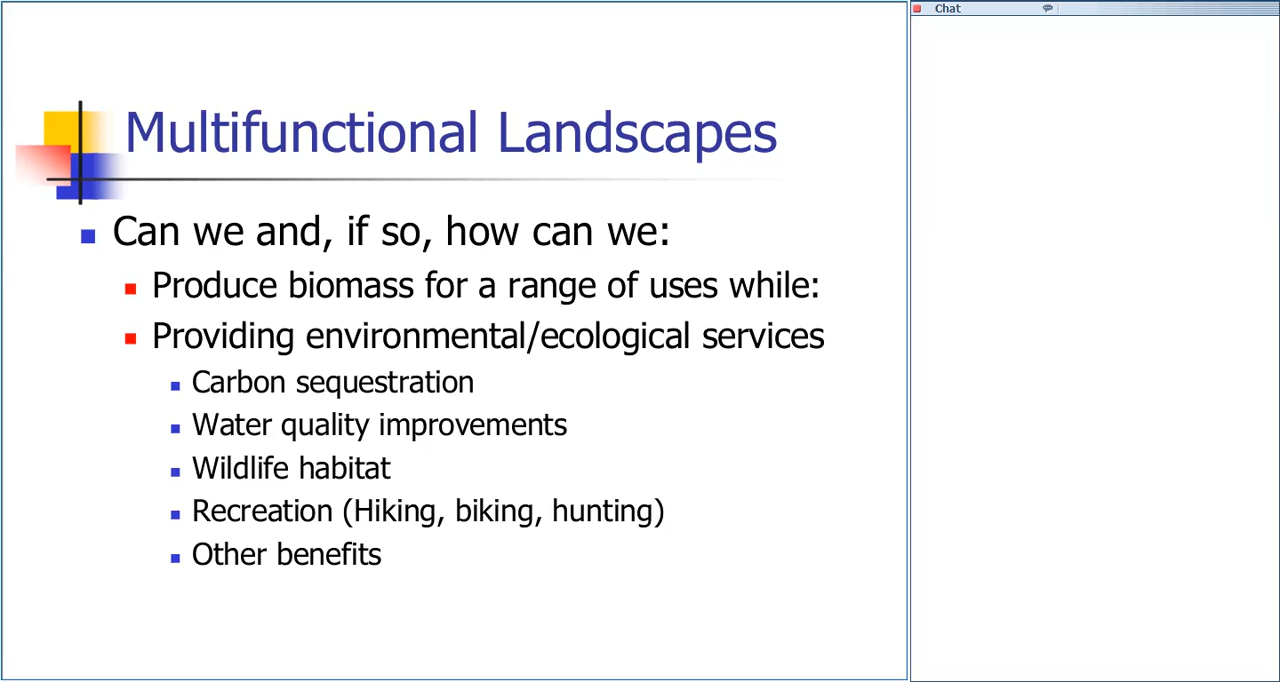 Chat
Multifunctional Landscapes
Can we and, if so, how can we:
Produce biomass for a range of uses while:
Providing environmental/ecological services
Carbon sequestration
Water quality improvements
Wildlife habitat
Recreation (Hiking, biking, hunting)
Other benefits